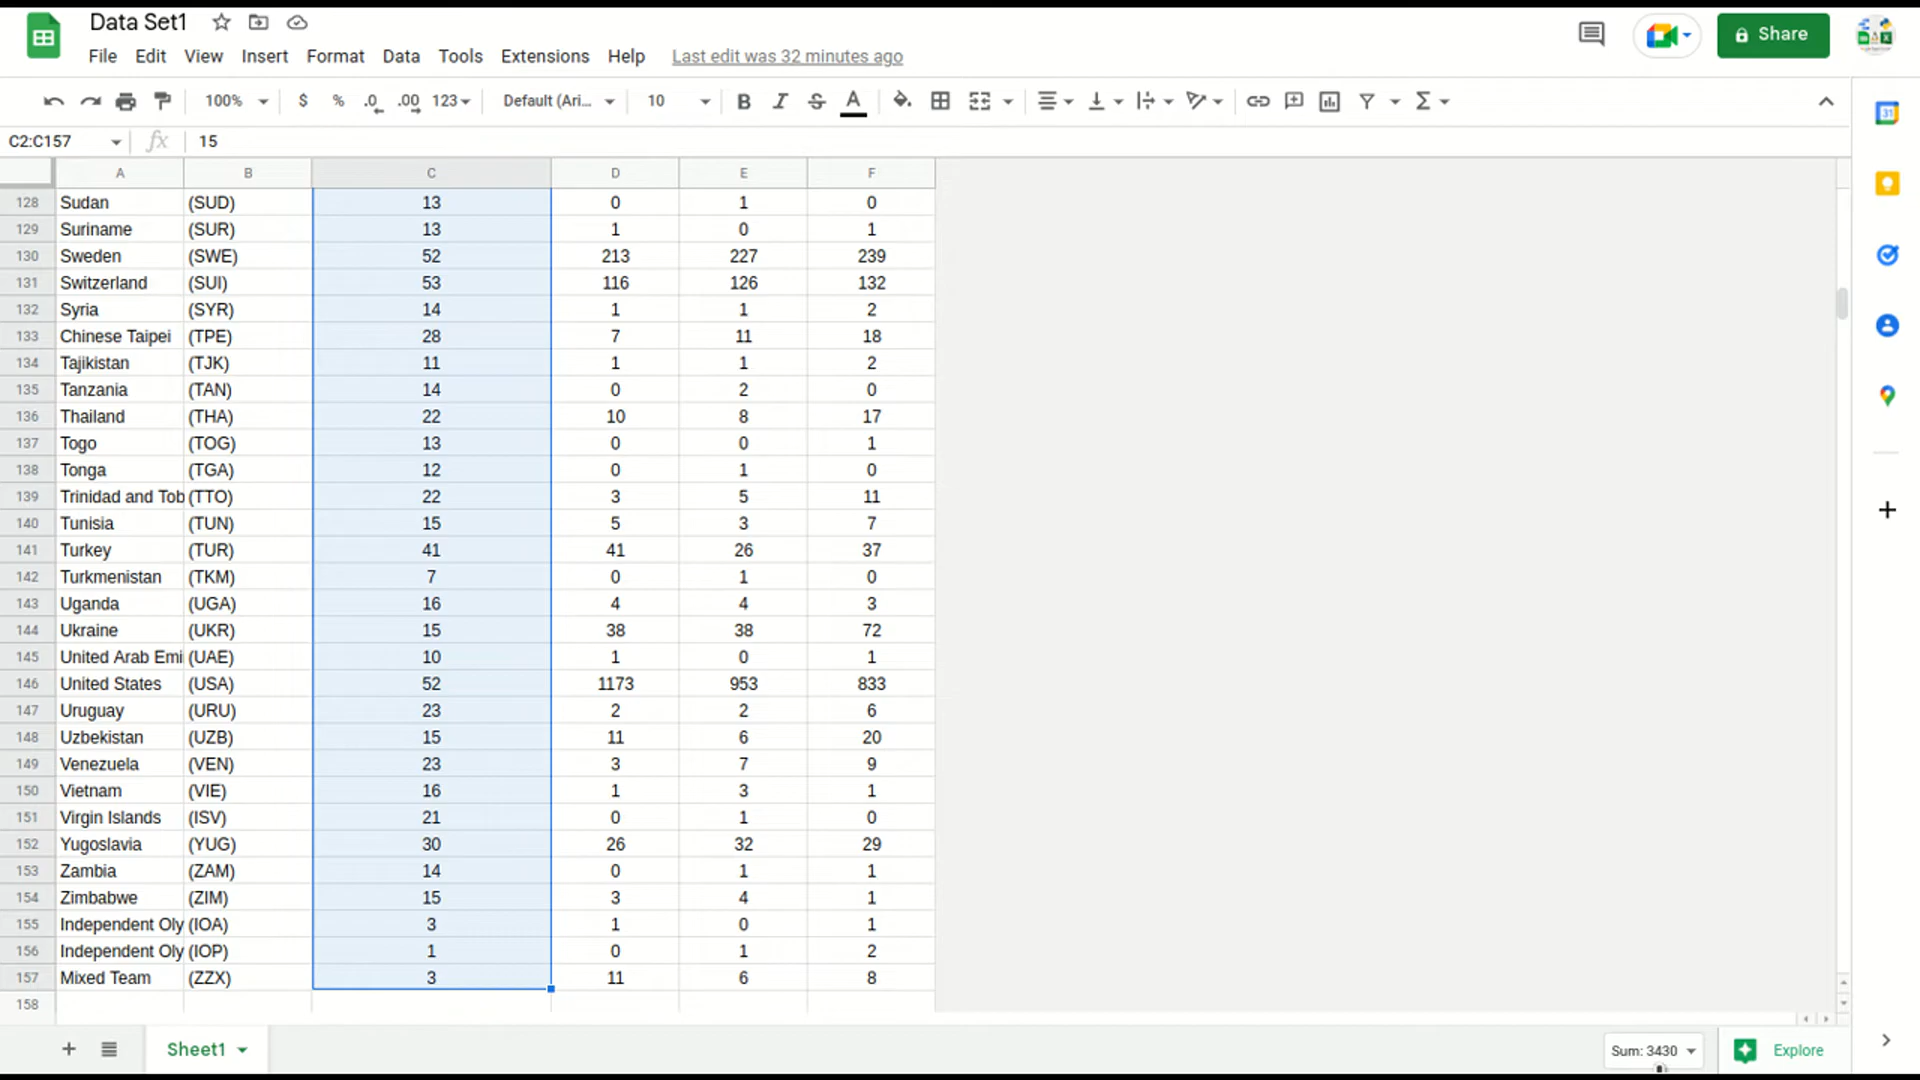 Data Set1
File Edit View Insert Format Data Tools Extensions Help Last edit was 32 minutes ago
Share
100% $ % .0 .00 123 Default (Ari... 10 B I S A Σ
C2:C157 fx 15
A B C D E F
128 Sudan (SUD) 13 0 1 0
129 Suriname (SUR) 13 1 0 1
130 Sweden (SWE) 52 213 227 239
131 Switzerland (SUI) 53 116 126 132
132 Syria (SYR) 14 1 1 2
133 Chinese Taipei (TPE) 28 7 11 18
134 Tajikistan (TJK) 11 1 1 2
135 Tanzania (TAN) 14 0 2 0
136 Thailand (THA) 22 10 8 17
137 Togo (TOG) 13 0 0 1
138 Tonga (TGA) 12 0 1 0
139 Trinidad and Tob (TTO) 22 3 5 11
140 Tunisia (TUN) 15 5 3 7
141 Turkey (TUR) 41 41 26 37
142 Turkmenistan (TKM) 7 0 1 0
143 Uganda (UGA) 16 4 4 3
144 Ukraine (UKR) 15 38 38 72
145 United Arab Emi (UAE) 10 1 0 1
146 United States (USA) 52 1173 953 833
147 Uruguay (URU) 23 2 2 6
148 Uzbekistan (UZB) 15 11 6 20
149 Venezuela (VEN) 23 3 7 9
150 Vietnam (VIE) 16 1 3 1
151 Virgin Islands (ISV) 21 0 1 0
152 Yugoslavia (YUG) 30 26 32 29
153 Zambia (ZAM) 14 0 1 1
154 Zimbabwe (ZIM) 15 3 4 1
155 Independent Oly (IOA) 3 1 0 1
156 Independent Oly (IOP) 1 0 1 2
157 Mixed Team (ZZX) 3 11 6 8
158
Sheet1 Sum: 3430 Explore
31